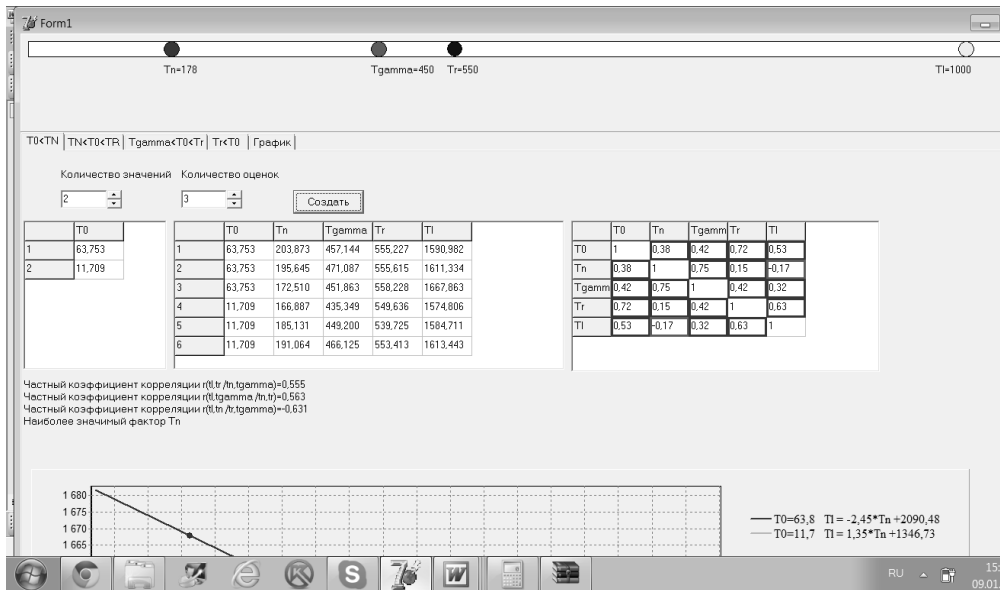 Form1
Tn=178 Tgamma=450 Tr=550 Tl=1000
T0<TN TN<T0<TR Tgamma<T0<Tr Tr<T0 График
Количество значений Количество оценок
2 3 Создать
T0
1 63,753
2 11,709
T0 Tn Tgamma Tr Tl
1 63,753 203,873 457,144 555,227 1590,982
2 63,753 195,645 471,087 555,615 1611,334
3 63,753 172,510 451,863 558,228 1667,863
4 11,709 166,887 435,349 549,636 1574,806
5 11,709 185,131 449,200 539,725 1584,711
6 11,709 191,064 466,125 553,413 1613,443
T0 Tn Tgamm Tr Tl
T0 1 0,38 0,42 0,72 0,53
Tn 0,38 1 0,75 0,15 -0,17
Tgamm 0,42 0,75 1 0,42 0,32
Tr 0,72 0,15 0,42 1 0,63
Tl 0,53 -0,17 0,32 0,63 1
Частный коэффициент корреляции r(tl,tr /tn,tgamma)=0,555
Частный коэффициент корреляции r(tl,tgamma /tn,tr)=0,563
Частный коэффициент корреляции r(tl,tn /tr,tgamma)=-0,631
Наиболее значимый фактор Tn
1 680
1 675
1 670
1 665
T0=63,8 Tl = -2,45*Tn +2090,48
T0=11,7 Tl = 1,35*Tn +1346,73
RU 15:
09.01.